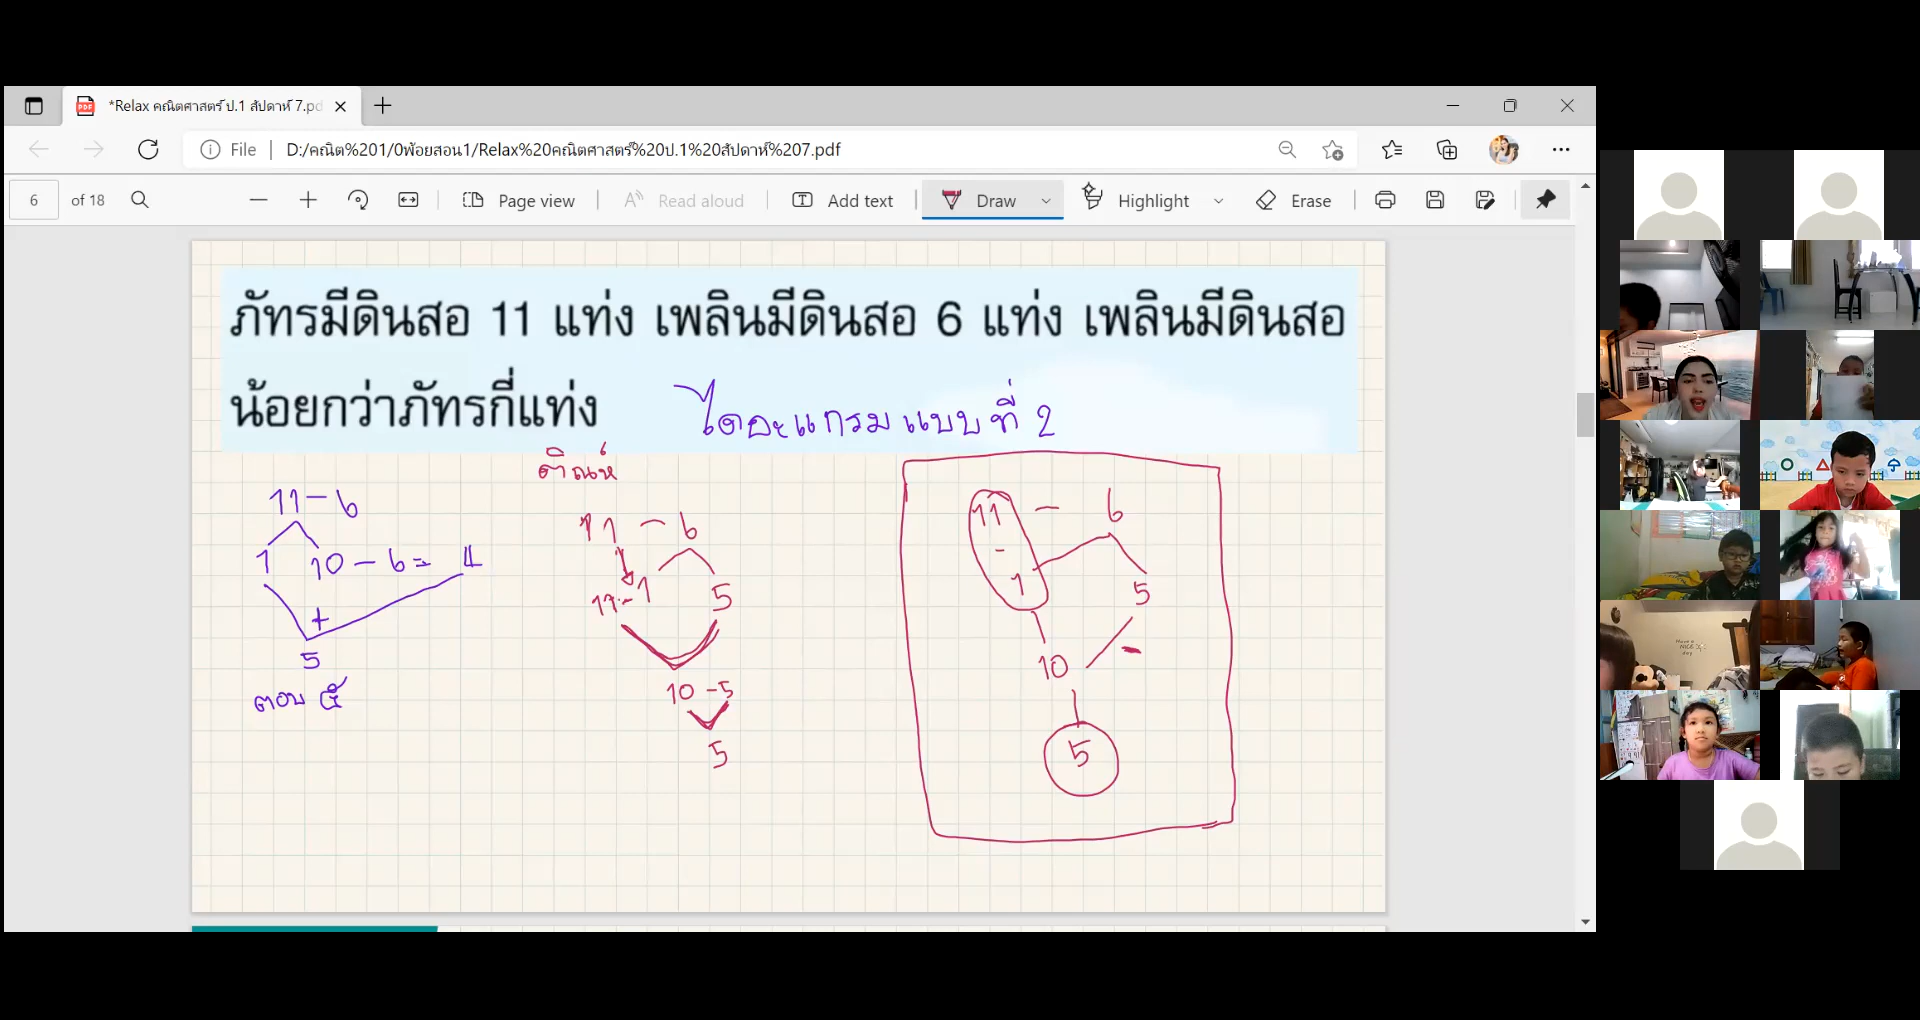 *Relax คณิตศาสตร์ ป.1 สัปดาห์ 7.pd
File D:/คณิต%201/0พ้อยสอน1/Relax%20คณิตศาสตร์%20ป.1%20สัปดาห์%207.pdf
6 of 18 Page view Read aloud Add text Draw Highlight Erase
ภัทรมีดินสอ 11 แท่ง เพลินมีดินสอ 6 แท่ง เพลินมีดินสอ
น้อยกว่าภัทรกี่แท่ง
ไดอะแกรมแบบที่ 2
11 - 6
1 10 - 6 = 4
+
5
ตอบ ๕
ติณห์
11 - 6
11 - 1 5
10 - 5
5
11 - 6
-
1 5
10 -
5